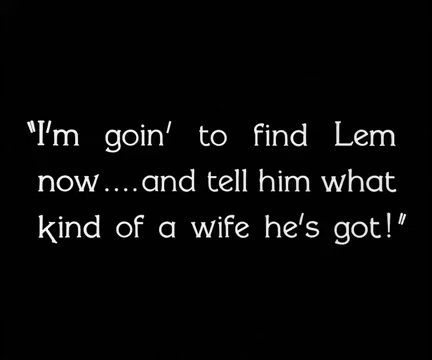 "I'm goin' to find Lem
now....and tell him what
kind of a wife he's got!"